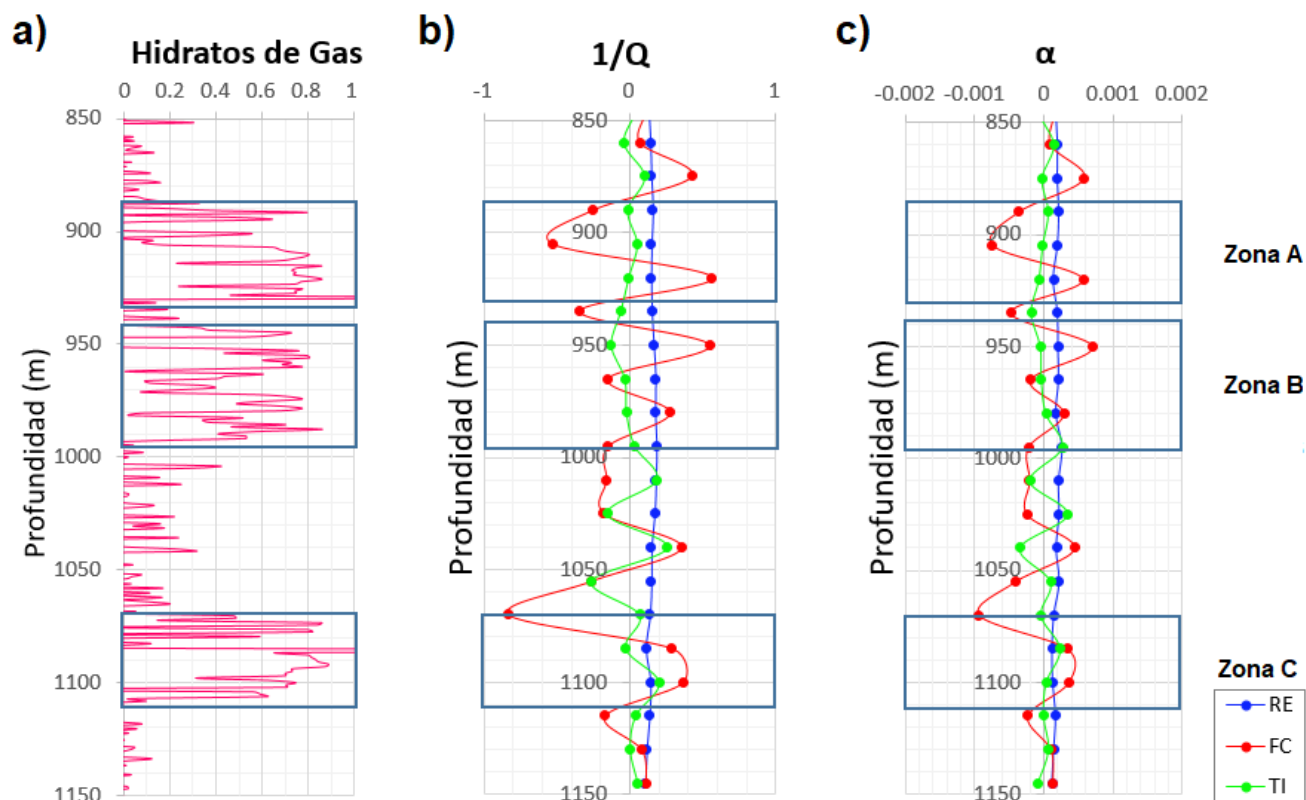 a)
Hidratos de Gas
0 0.2 0.4 0.6 0.8 1
Profundidad (m)
850
900
950
1000
1050
1100
1150
b)
1/Q
-1 0 1
Profundidad (m)
850
900
950
1000
1050
1100
1150
c)
α
-0.002 -0.001 0 0.001 0.002
Profundidad (m)
850
900
950
1000
1050
1100
1150
Zona A
Zona B
Zona C
RE
FC
TI